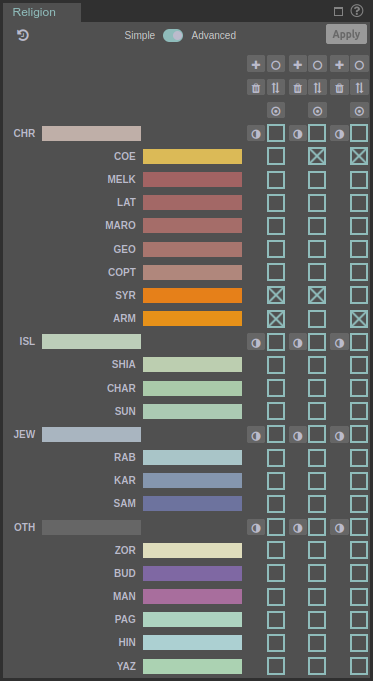 Religion
Simple Advanced Apply
CHR
COE
MELK
LAT
MARO
GEO
COPT
SYR
ARM
ISL
SHIA
CHAR
SUN
JEW
RAB
KAR
SAM
OTH
ZOR
BUD
MAN
PAG
HIN
YAZ